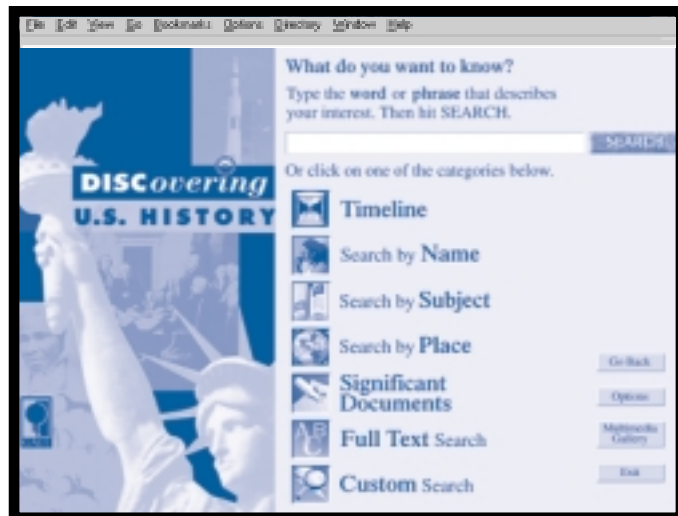 File Edit View Go Bookmarks Options Directory Window Help
What do you want to know?
Type the word or phrase that describes
your interest. Then hit SEARCH.
SEARCH
Or click on one of the categories below.
DISCovering
U.S. HISTORY
Timeline
Search by Name
Search by Subject
Search by Place
Significant
Documents
Full Text Search
Custom Search
Go Back
Options
Multimedia
Gallery
Exit